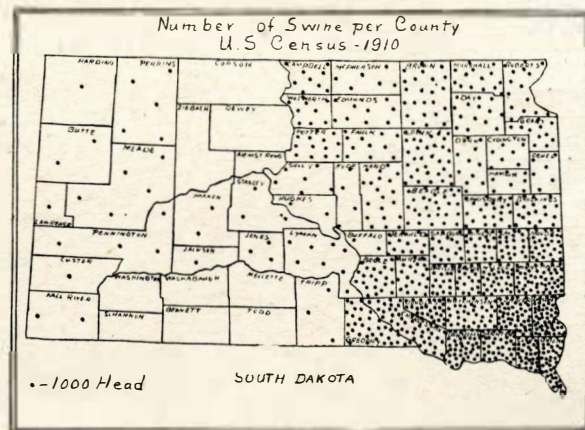 Number of Swine per County
U.S Census - 1910
HARDING
PERKINS
CORSON
CAMPBELL
McPHERSON
BROWN
MARSHALL
ROBERTS
ZIEBACH
DEWEY
WALWORTH
EDMUNDS
DAY
BUTTE
MEADE
POTTER
FAULK
SPINK
GRANT
CODINGTON
ARMSTRONG
SULLY
HYDE
HAND
HAMLIN
DEUEL
STANLEY
HUGHES
BEADLE
HAAKON
LAWRENCE
PENNINGTON
JACKSON
JONES
LYMAN
BUFFALO
CUSTER
WASHINGTON
WASHABAUGH
MELLETTE
TRIPP
BRULE
FALL RIVER
SHANNON
BENNETT
TODD
GREGORY
•-1000 Head
SOUTH DAKOTA